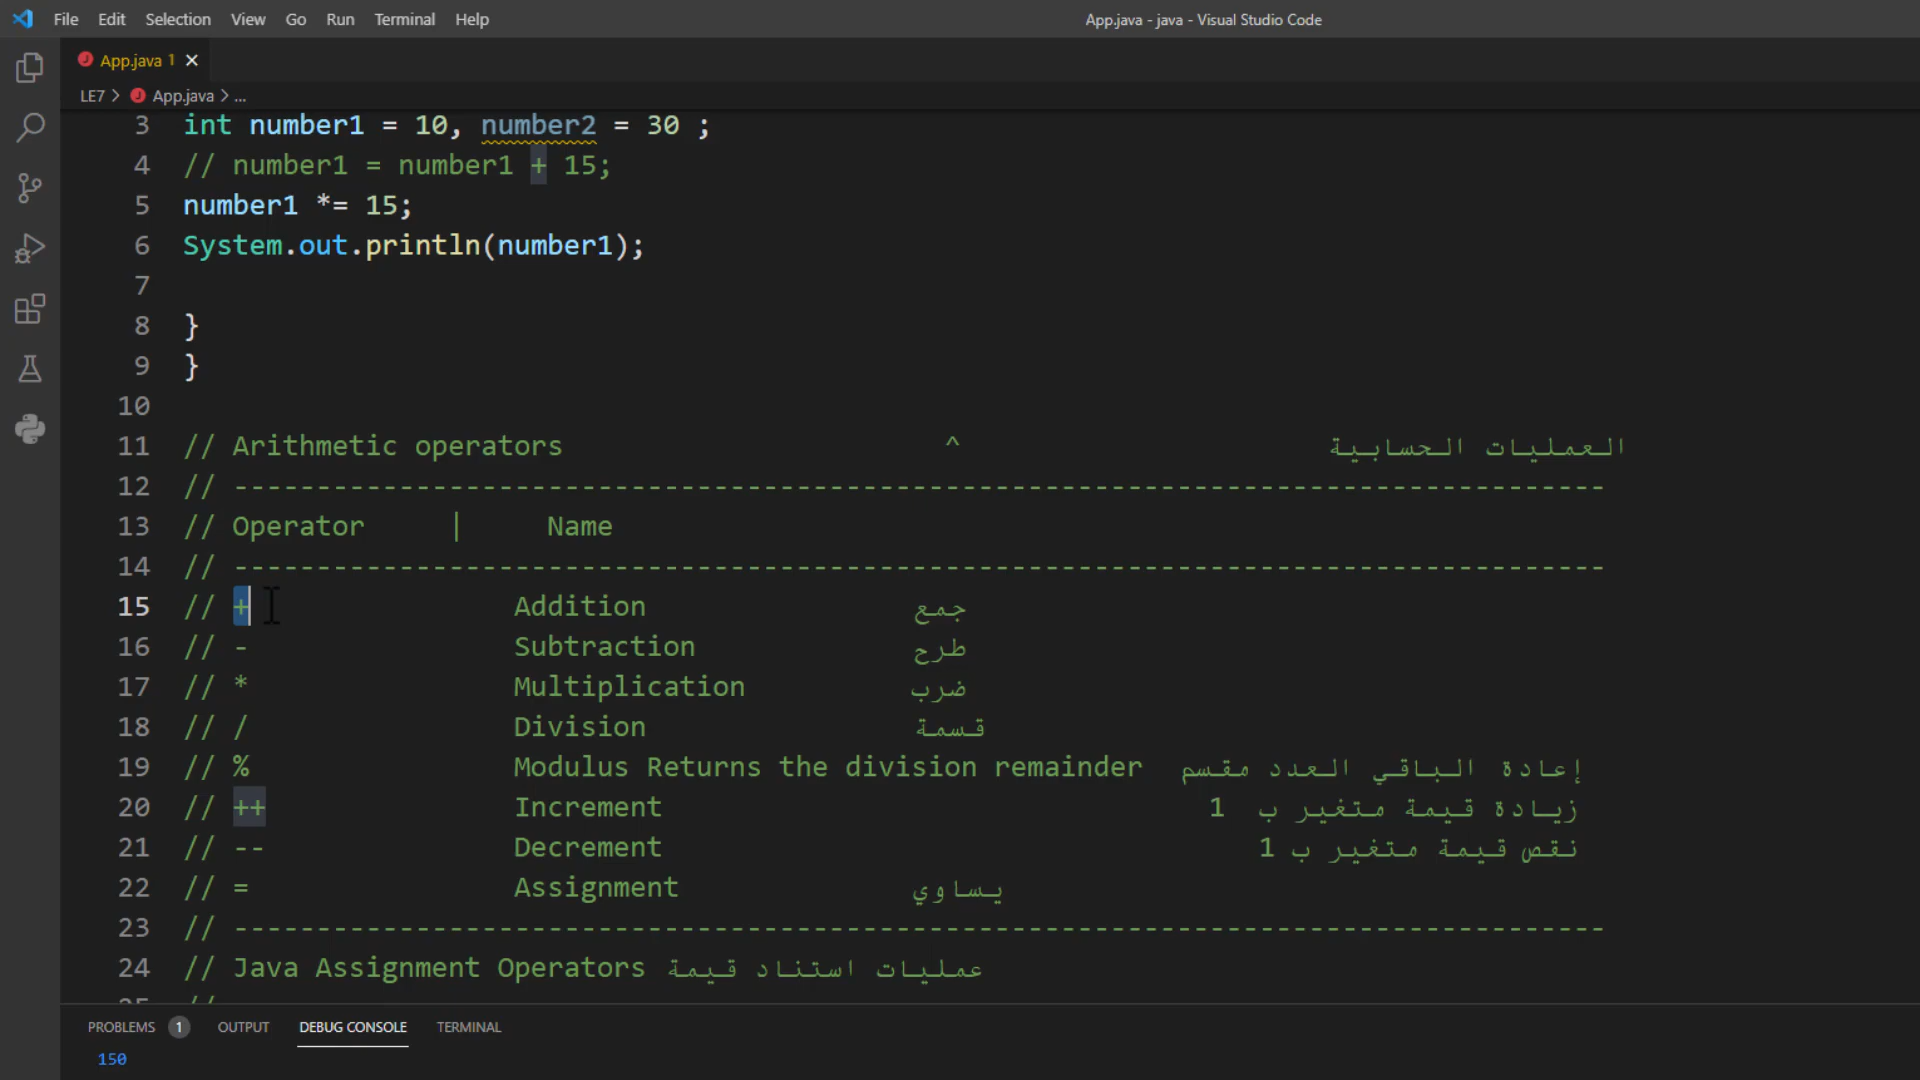 File Edit Selection View Go Run Terminal Help App.java - java - Visual Studio Code
App.java 1
LE7 > App.java > ...
3 int number1 = 10, number2 = 30 ;
4 // number1 = number1 + 15;
5 number1 *= 15;
6 System.out.println(number1);
7
8 }
9 }
10
11 // Arithmetic operators ^ العمليات الحسابية
12 // -----------------------------------------------------------------------------------
13 // Operator | Name
14 // -----------------------------------------------------------------------------------
15 // + Addition جمع
16 // - Subtraction طرح
17 // * Multiplication ضرب
18 // / Division قسمة
19 // % Modulus Returns the division remainder إعادة الباقي العدد مقسم
20 // ++ Increment زيادة قيمة متغير ب 1
21 // -- Decrement نقص قيمة متغير ب 1
22 // = Assignment يساوي
23 // -----------------------------------------------------------------------------------
24 // Java Assignment Operators عمليات استناد قيمة
PROBLEMS 1 OUTPUT DEBUG CONSOLE TERMINAL
150